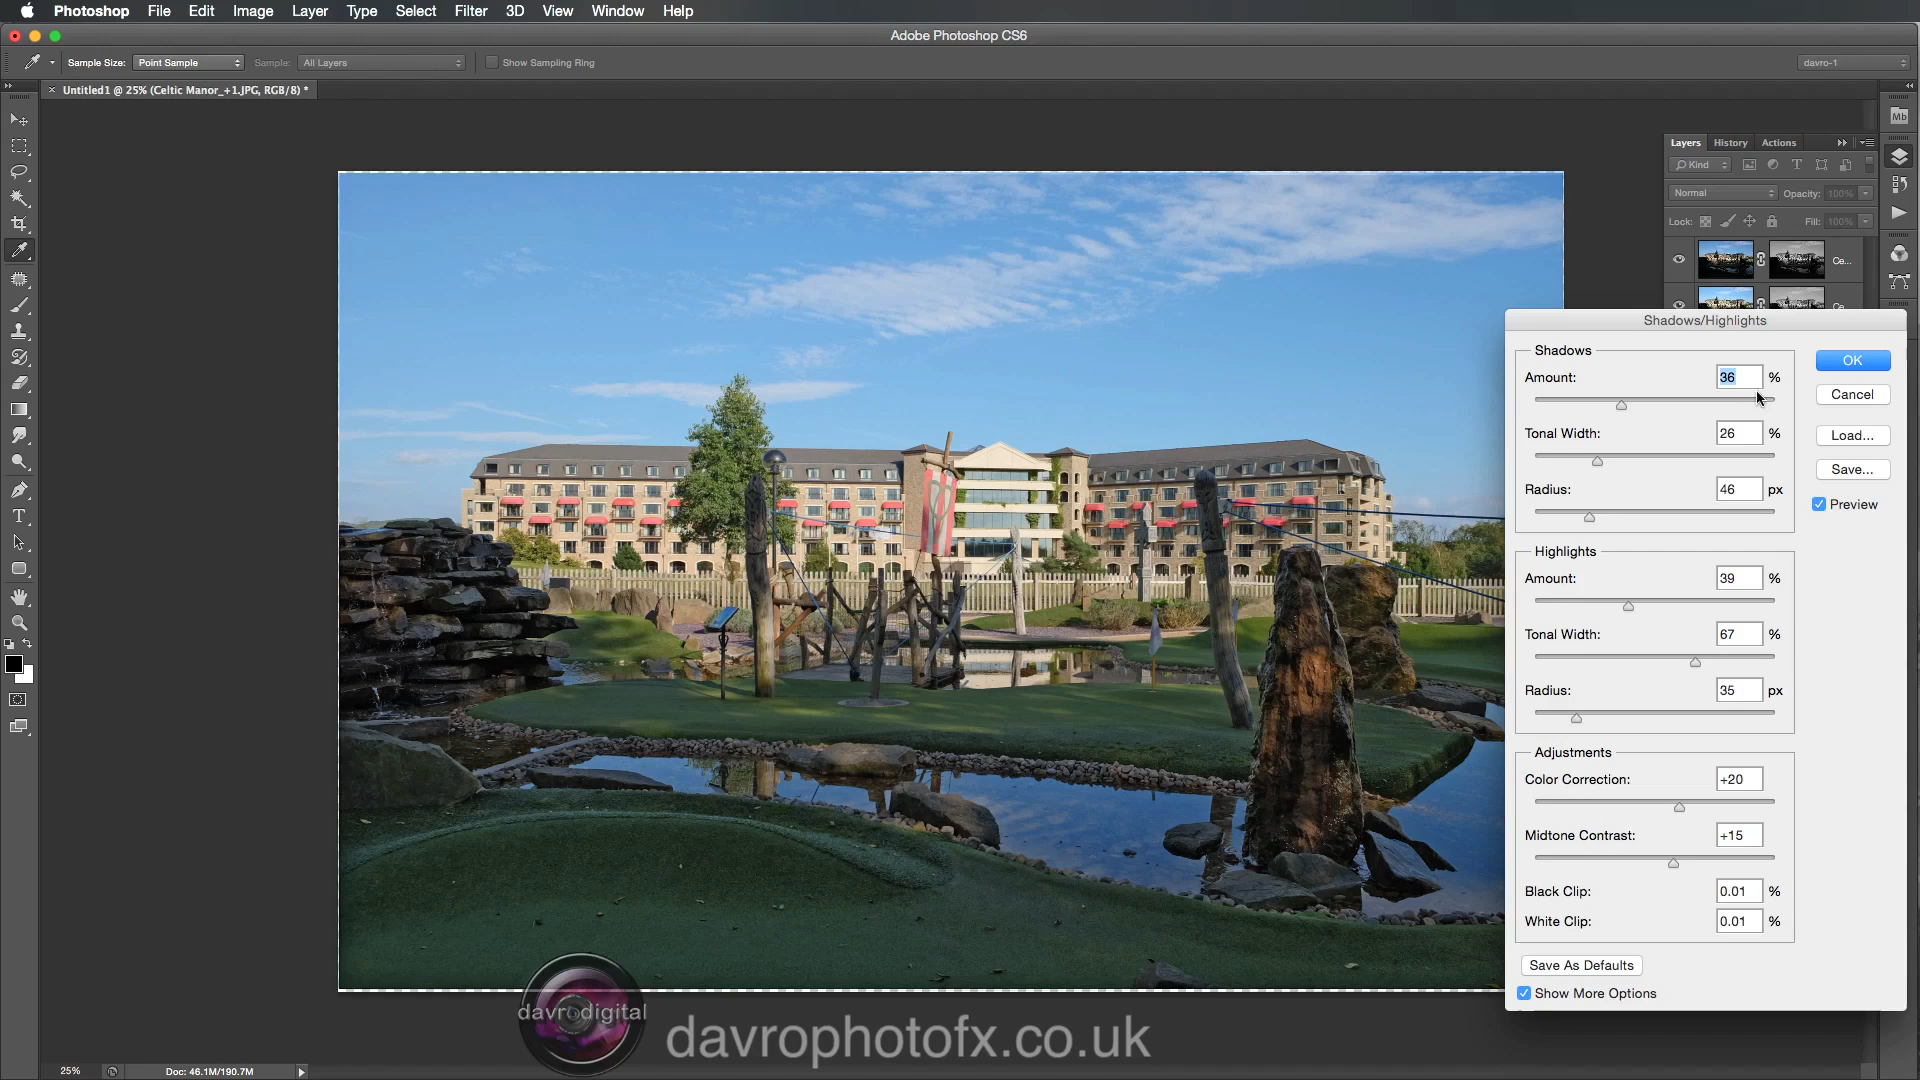 Photoshop File Edit Image Layer Type Select Filter 3D View Window Help
Adobe Photoshop CS6
Sample Size: Point Sample Sample: All Layers Show Sampling Ring davro-1
Untitled1 @ 25% (Celtic Manor_+1.JPG, RGB/8) *
Mb
Layers History Actions
Kind
Normal Opacity: 100%
Lock: Fill: 100%
Ce...
Ce...
Shadows/Highlights
Shadows
OK
Amount: 36 %
Cancel
Tonal Width: 26 %
Load...
Save...
Radius: 46 px
Preview
Highlights
Amount: 39 %
Tonal Width: 67 %
Radius: 35 px
Adjustments
Color Correction: +20
Midtone Contrast: +15
Black Clip: 0.01 %
White Clip: 0.01 %
Save As Defaults
Show More Options
davro digital
davrophotofx.co.uk
25% Doc: 46.1M/190.7M